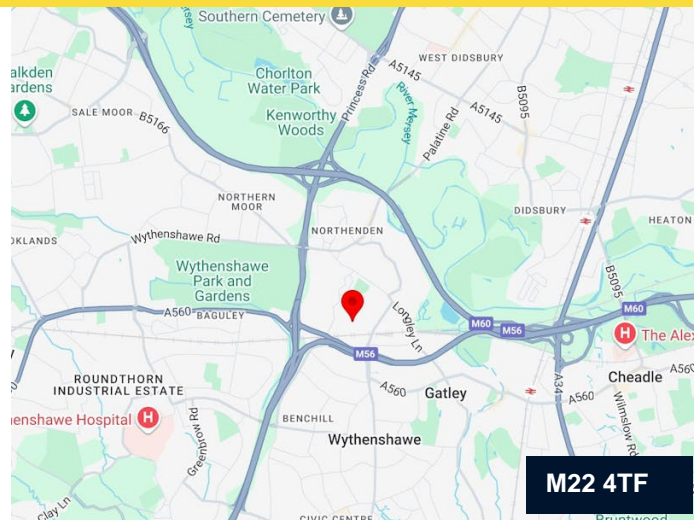 Southern Cemetery
WEST DIDSBURY
A5145
Chorlton
Water Park
Princess Rd
B5095
alkden
ardens
River Mersey
A5145
SALE MOOR
B5166
Kenworthy
Woods
Palatine Rd
NORTHERN
MOOR
DIDSBURY
HEATON
NORTHENDEN
OKLANDS
Wythenshawe Rd
Wythenshawe
Park and
Gardens
B5095
A560
BAGULEY
Longley Ln
M60
M60
M56
The Alex
M56
ROUNDTHORN
INDUSTRIAL ESTATE
A560
Gatley
A34
A560
Cheadle
henshawe Hospital
Greenbrow Rd
BENCHILL
Wilmslow Rd
Wythenshawe
M22 4TF
Clay Ln
CIVIC CENTRE
Bruntwood